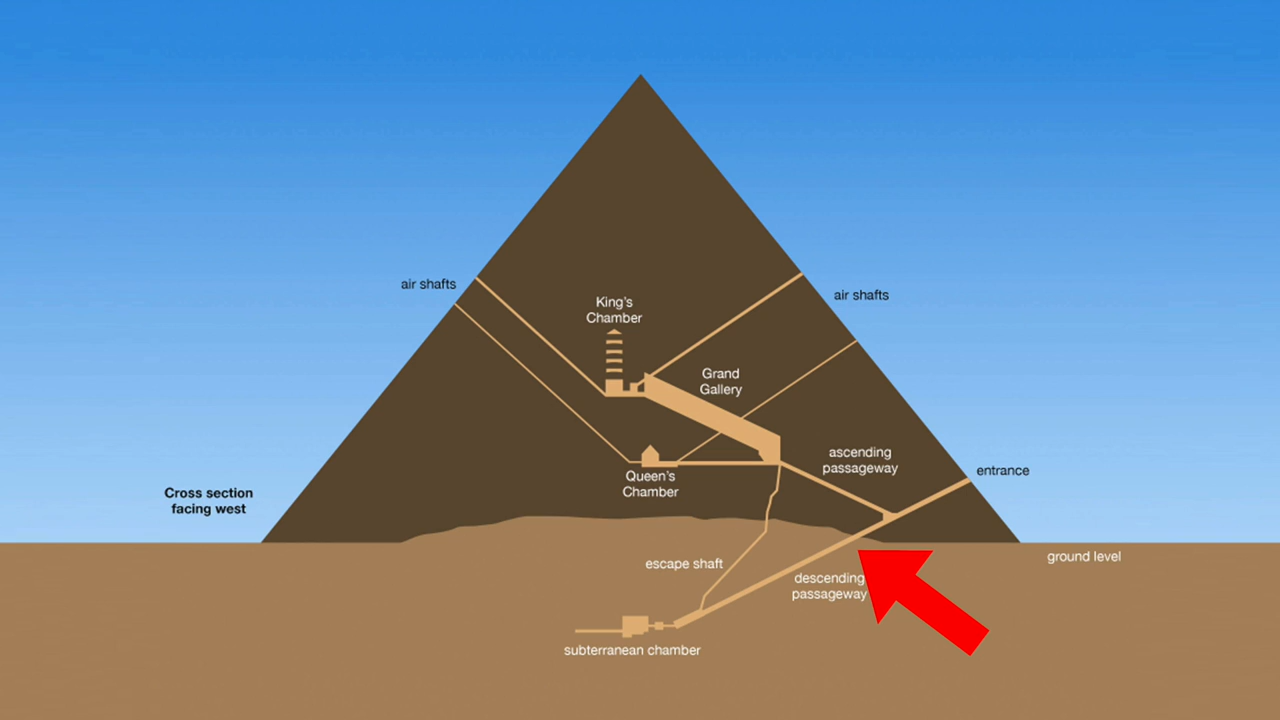 air shafts
air shafts
King's
Chamber
Grand
Gallery
ascending
passageway
entrance
Queen's
Chamber
Cross section
facing west
ground level
escape shaft
descending
passageway
subterranean chamber